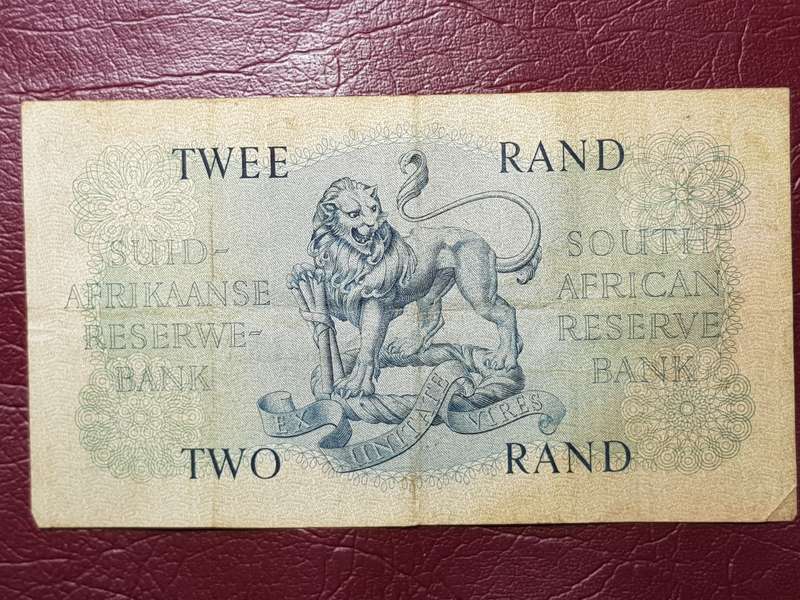 TWEE RAND
SUID-
AFRIKAANSE
RESERWE-
BANK
SOUTH
AFRICAN
RESERVE
BANK
EX UNITATE VIRES
TWO RAND